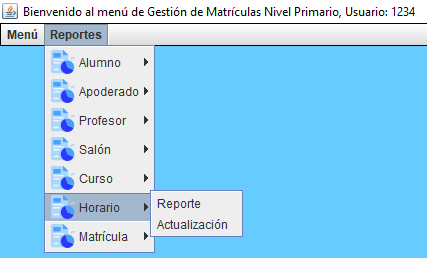 Bienvenido al menú de Gestión de Matrículas Nivel Primario, Usuario: 1234
Menú Reportes
Alumno
Apoderado
Profesor
Salón
Curso
Horario
Reporte
Actualización
Matrícula